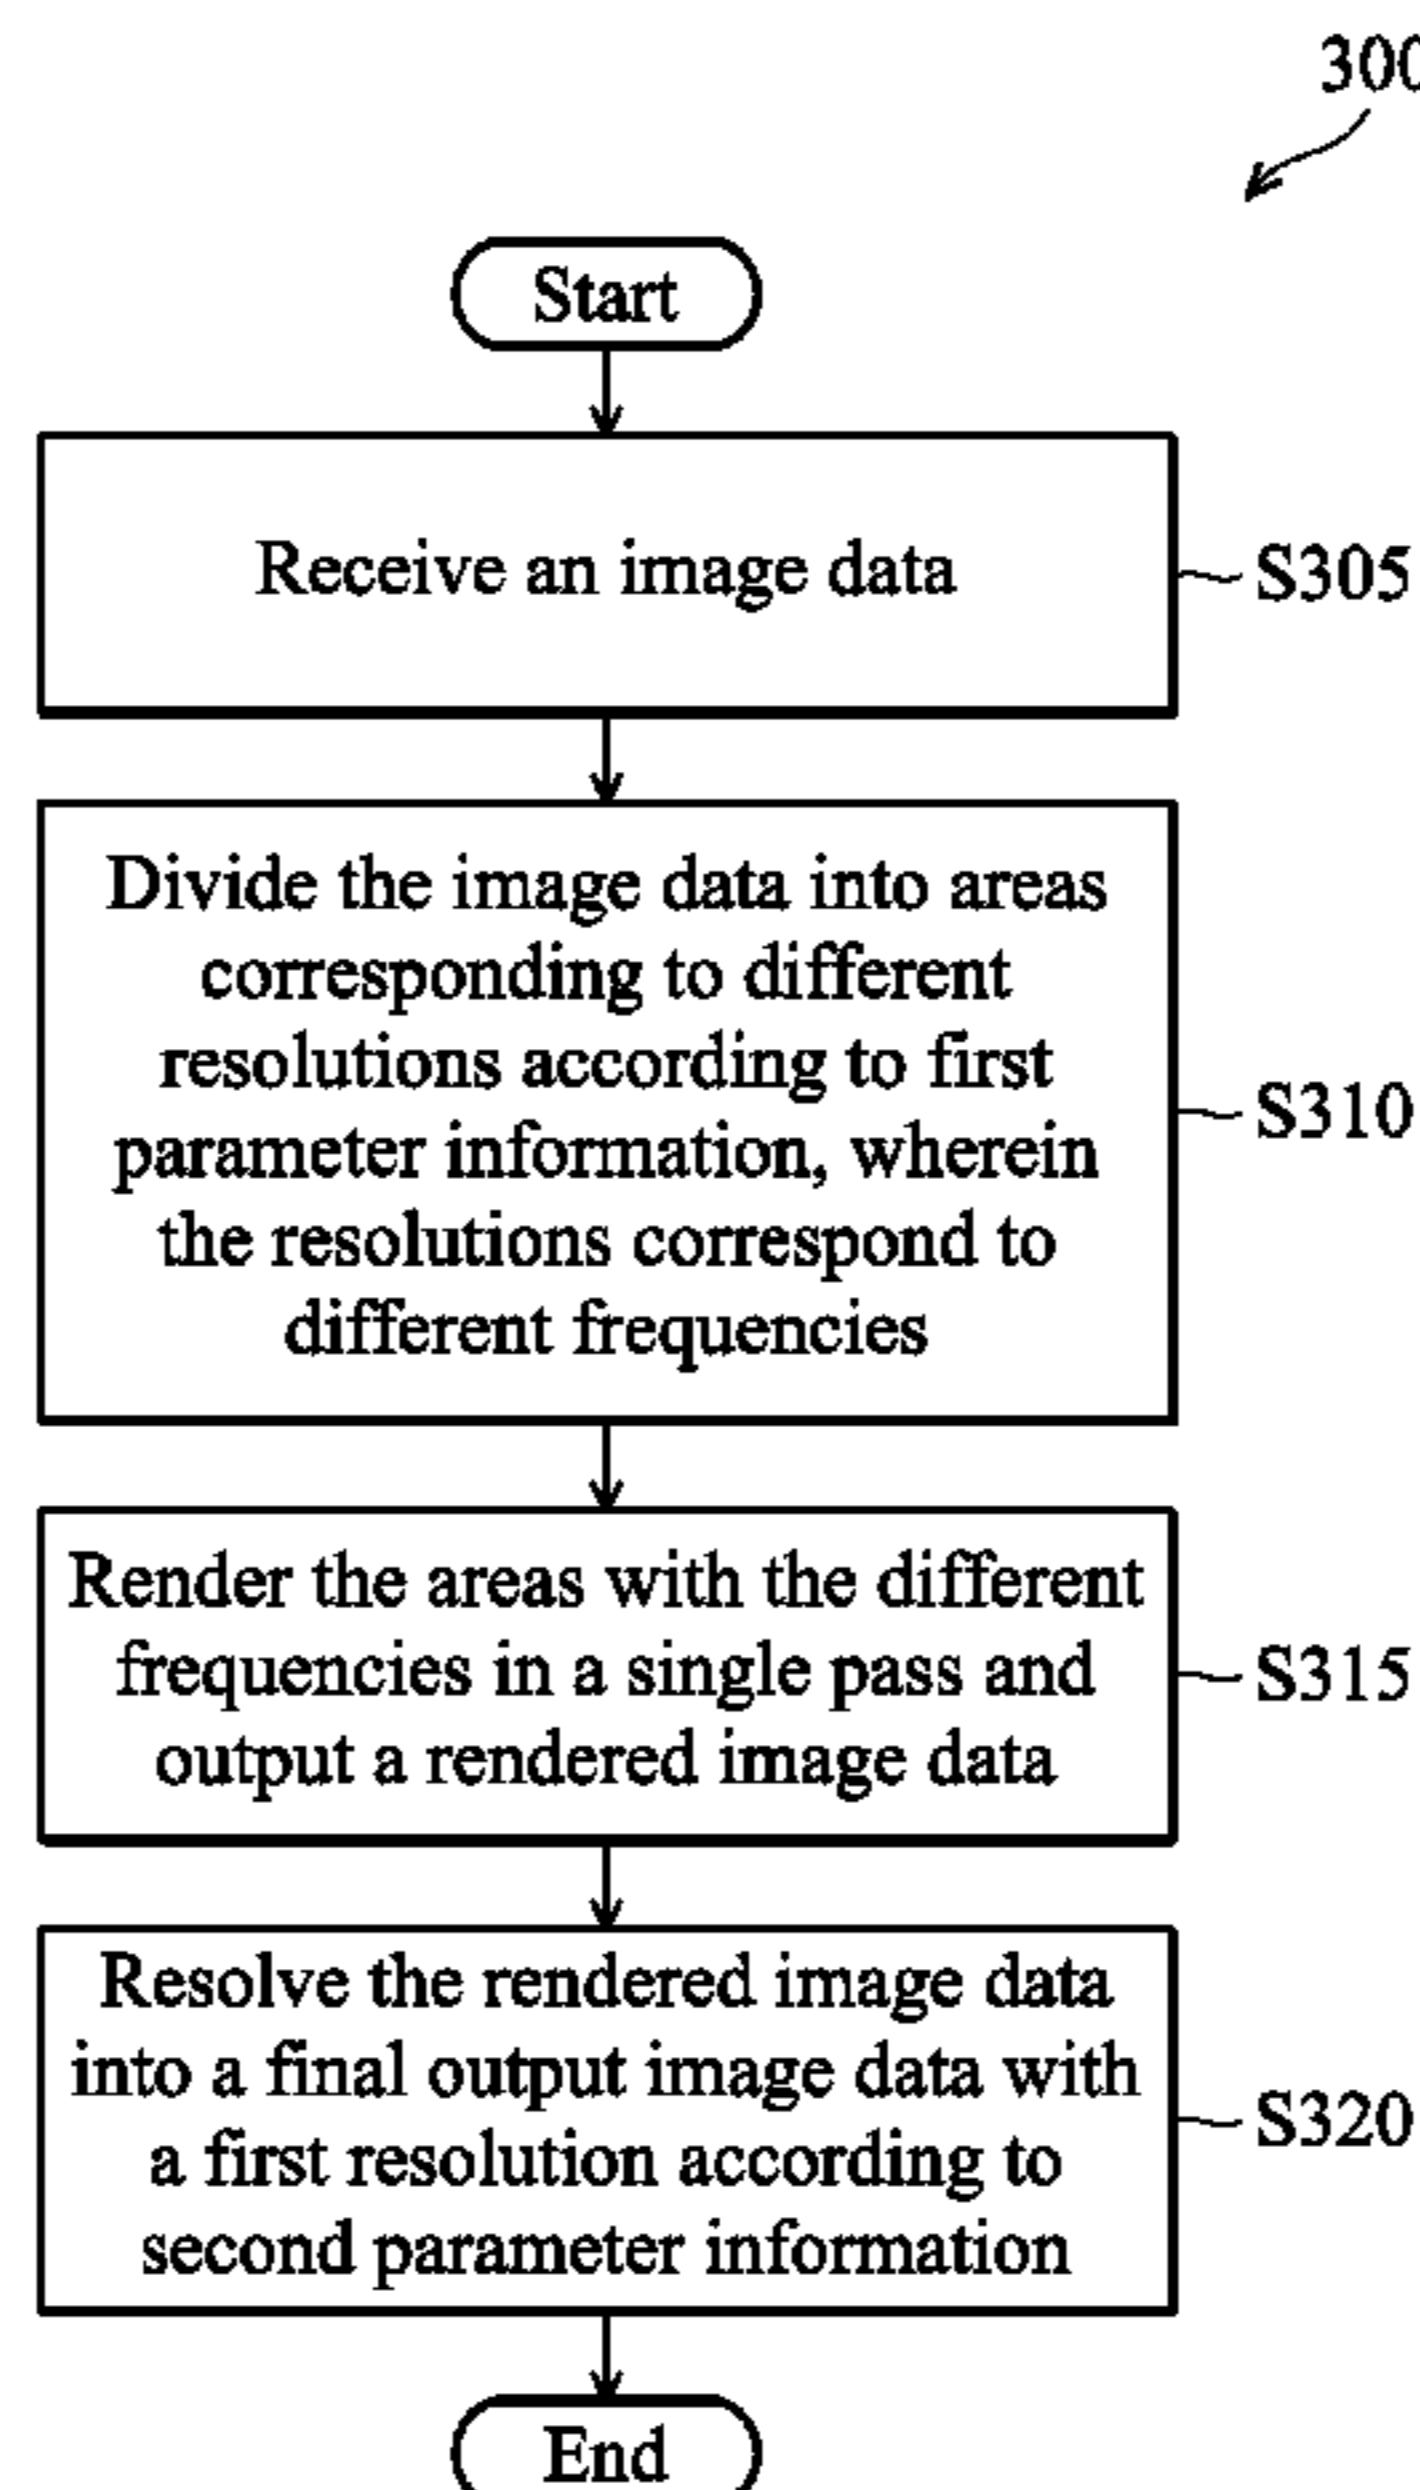 300
Start
Receive an image data
S305
Divide the image data into areas
corresponding to different
resolutions according to first
parameter information, wherein
the resolutions correspond to
different frequencies
S310
Render the areas with the different
frequencies in a single pass and
output a rendered image data
S315
Resolve the rendered image data
into a final output image data with
a first resolution according to
second parameter information
S320
End